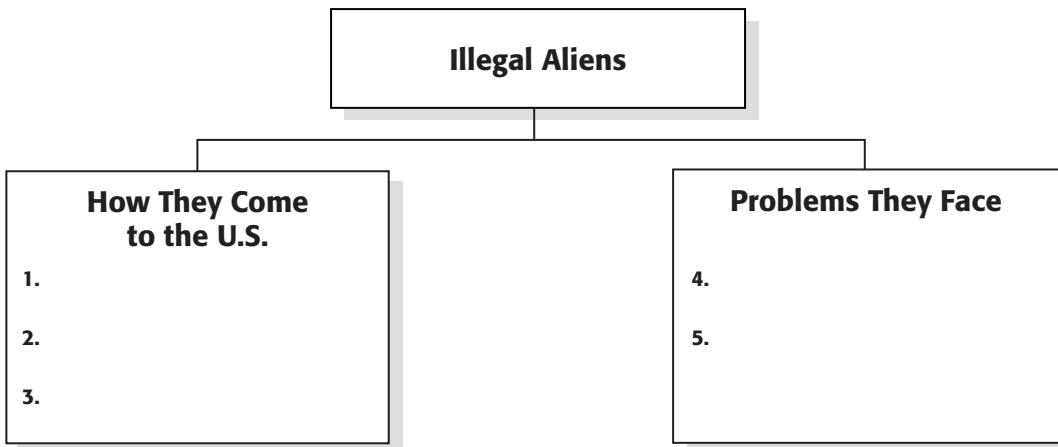 Illegal Aliens
How They Come
to the U.S.
1.
2.
3.
Problems They Face
4.
5.